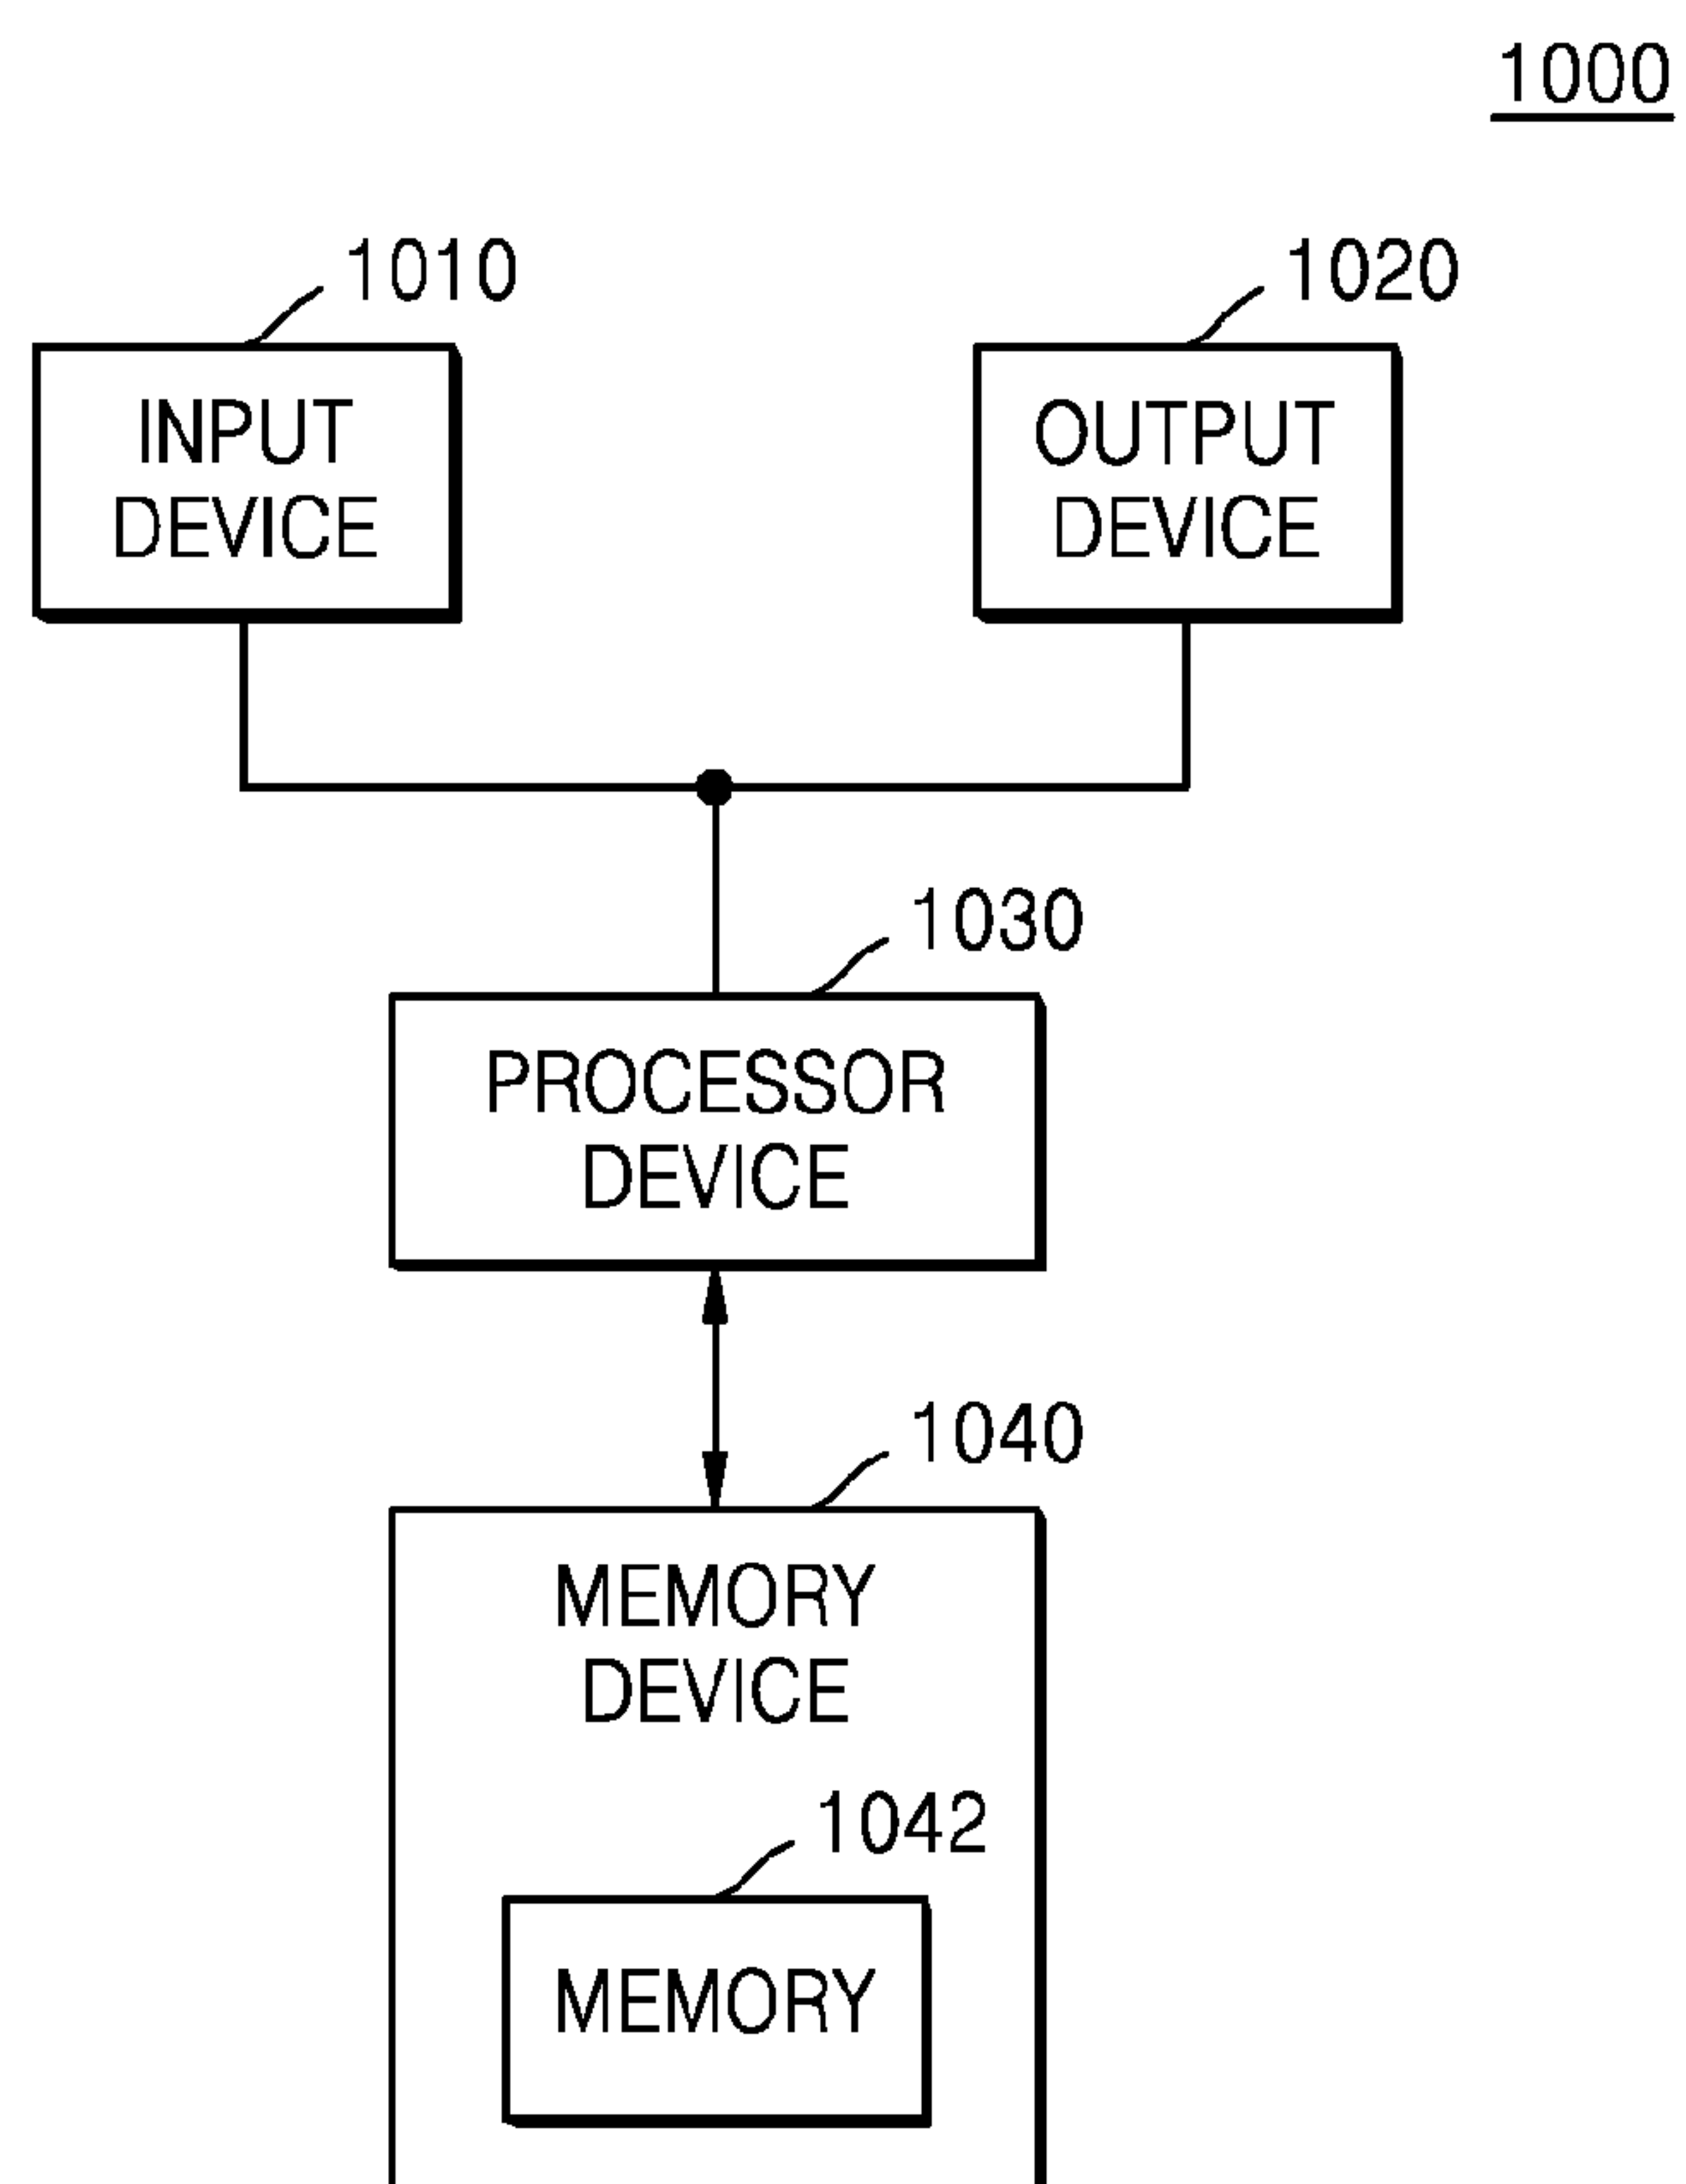 1000
1010
1020
INPUT
DEVICE
OUTPUT
DEVICE
1030
PROCESSOR
DEVICE
1040
MEMORY
DEVICE
1042
MEMORY